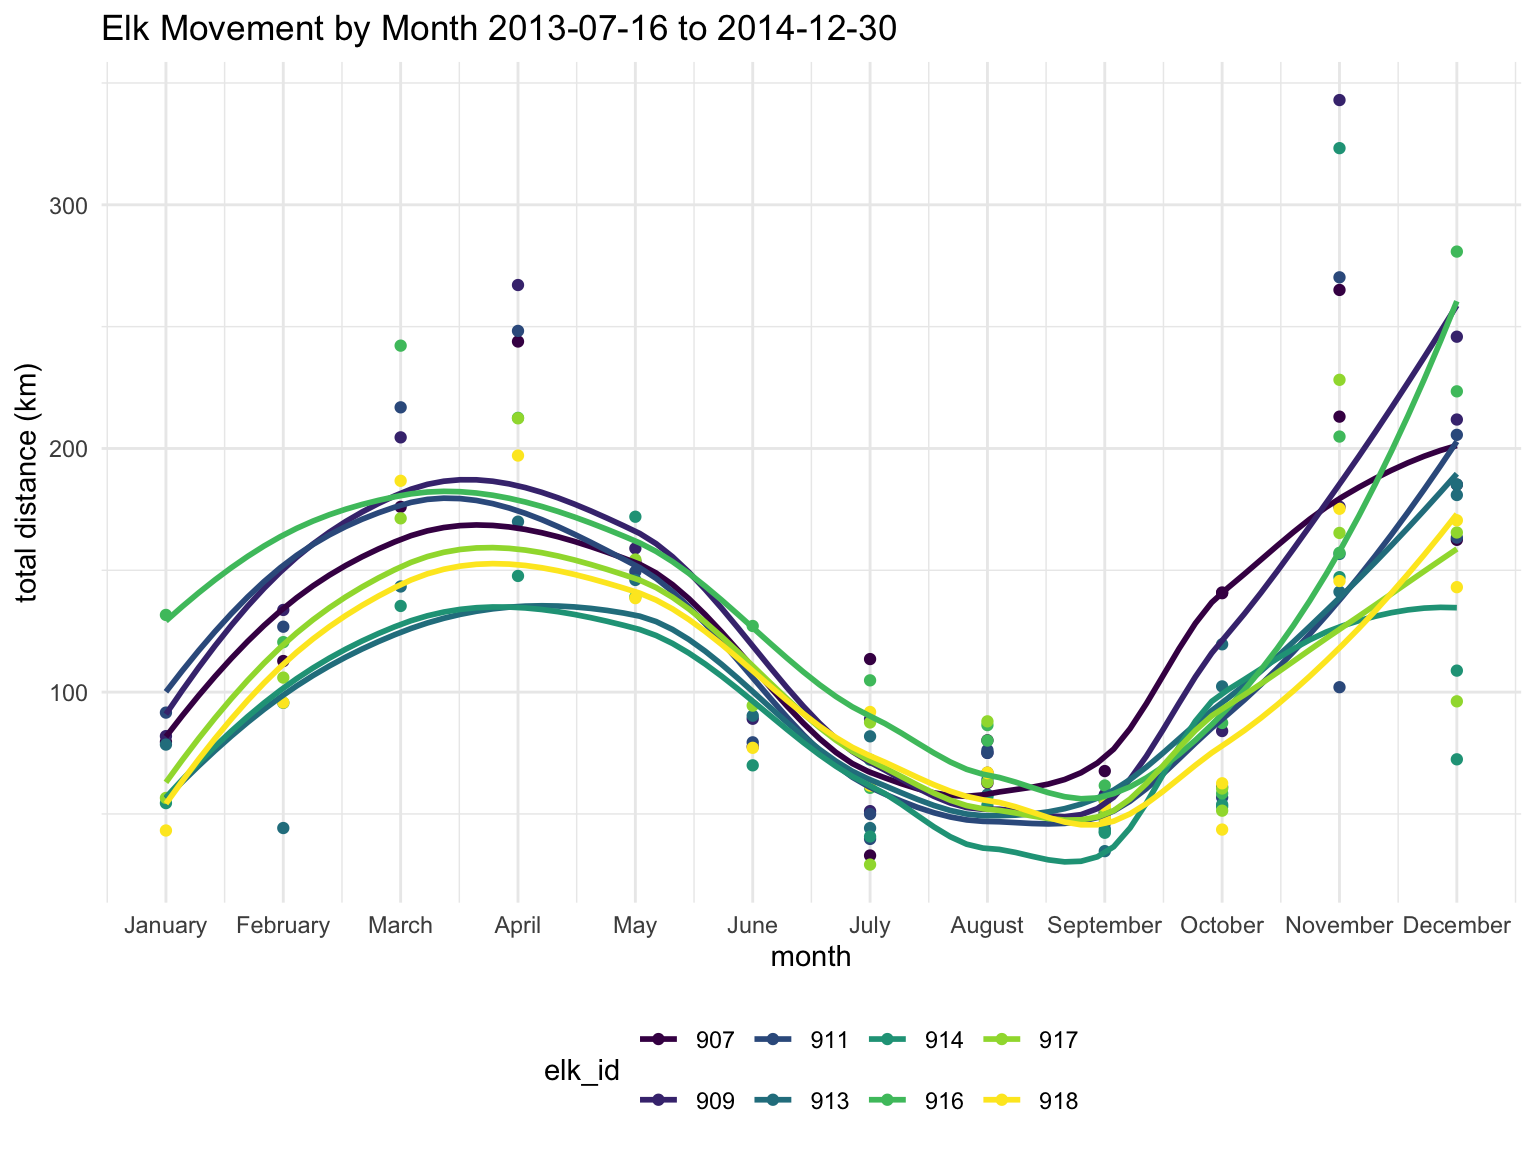 Elk Movement by Month 2013-07-16 to 2014-12-30
total distance (km)
300
200
100
January February March April May June July August September October November December
month
elk_id
907 911 914 917
909 913 916 918